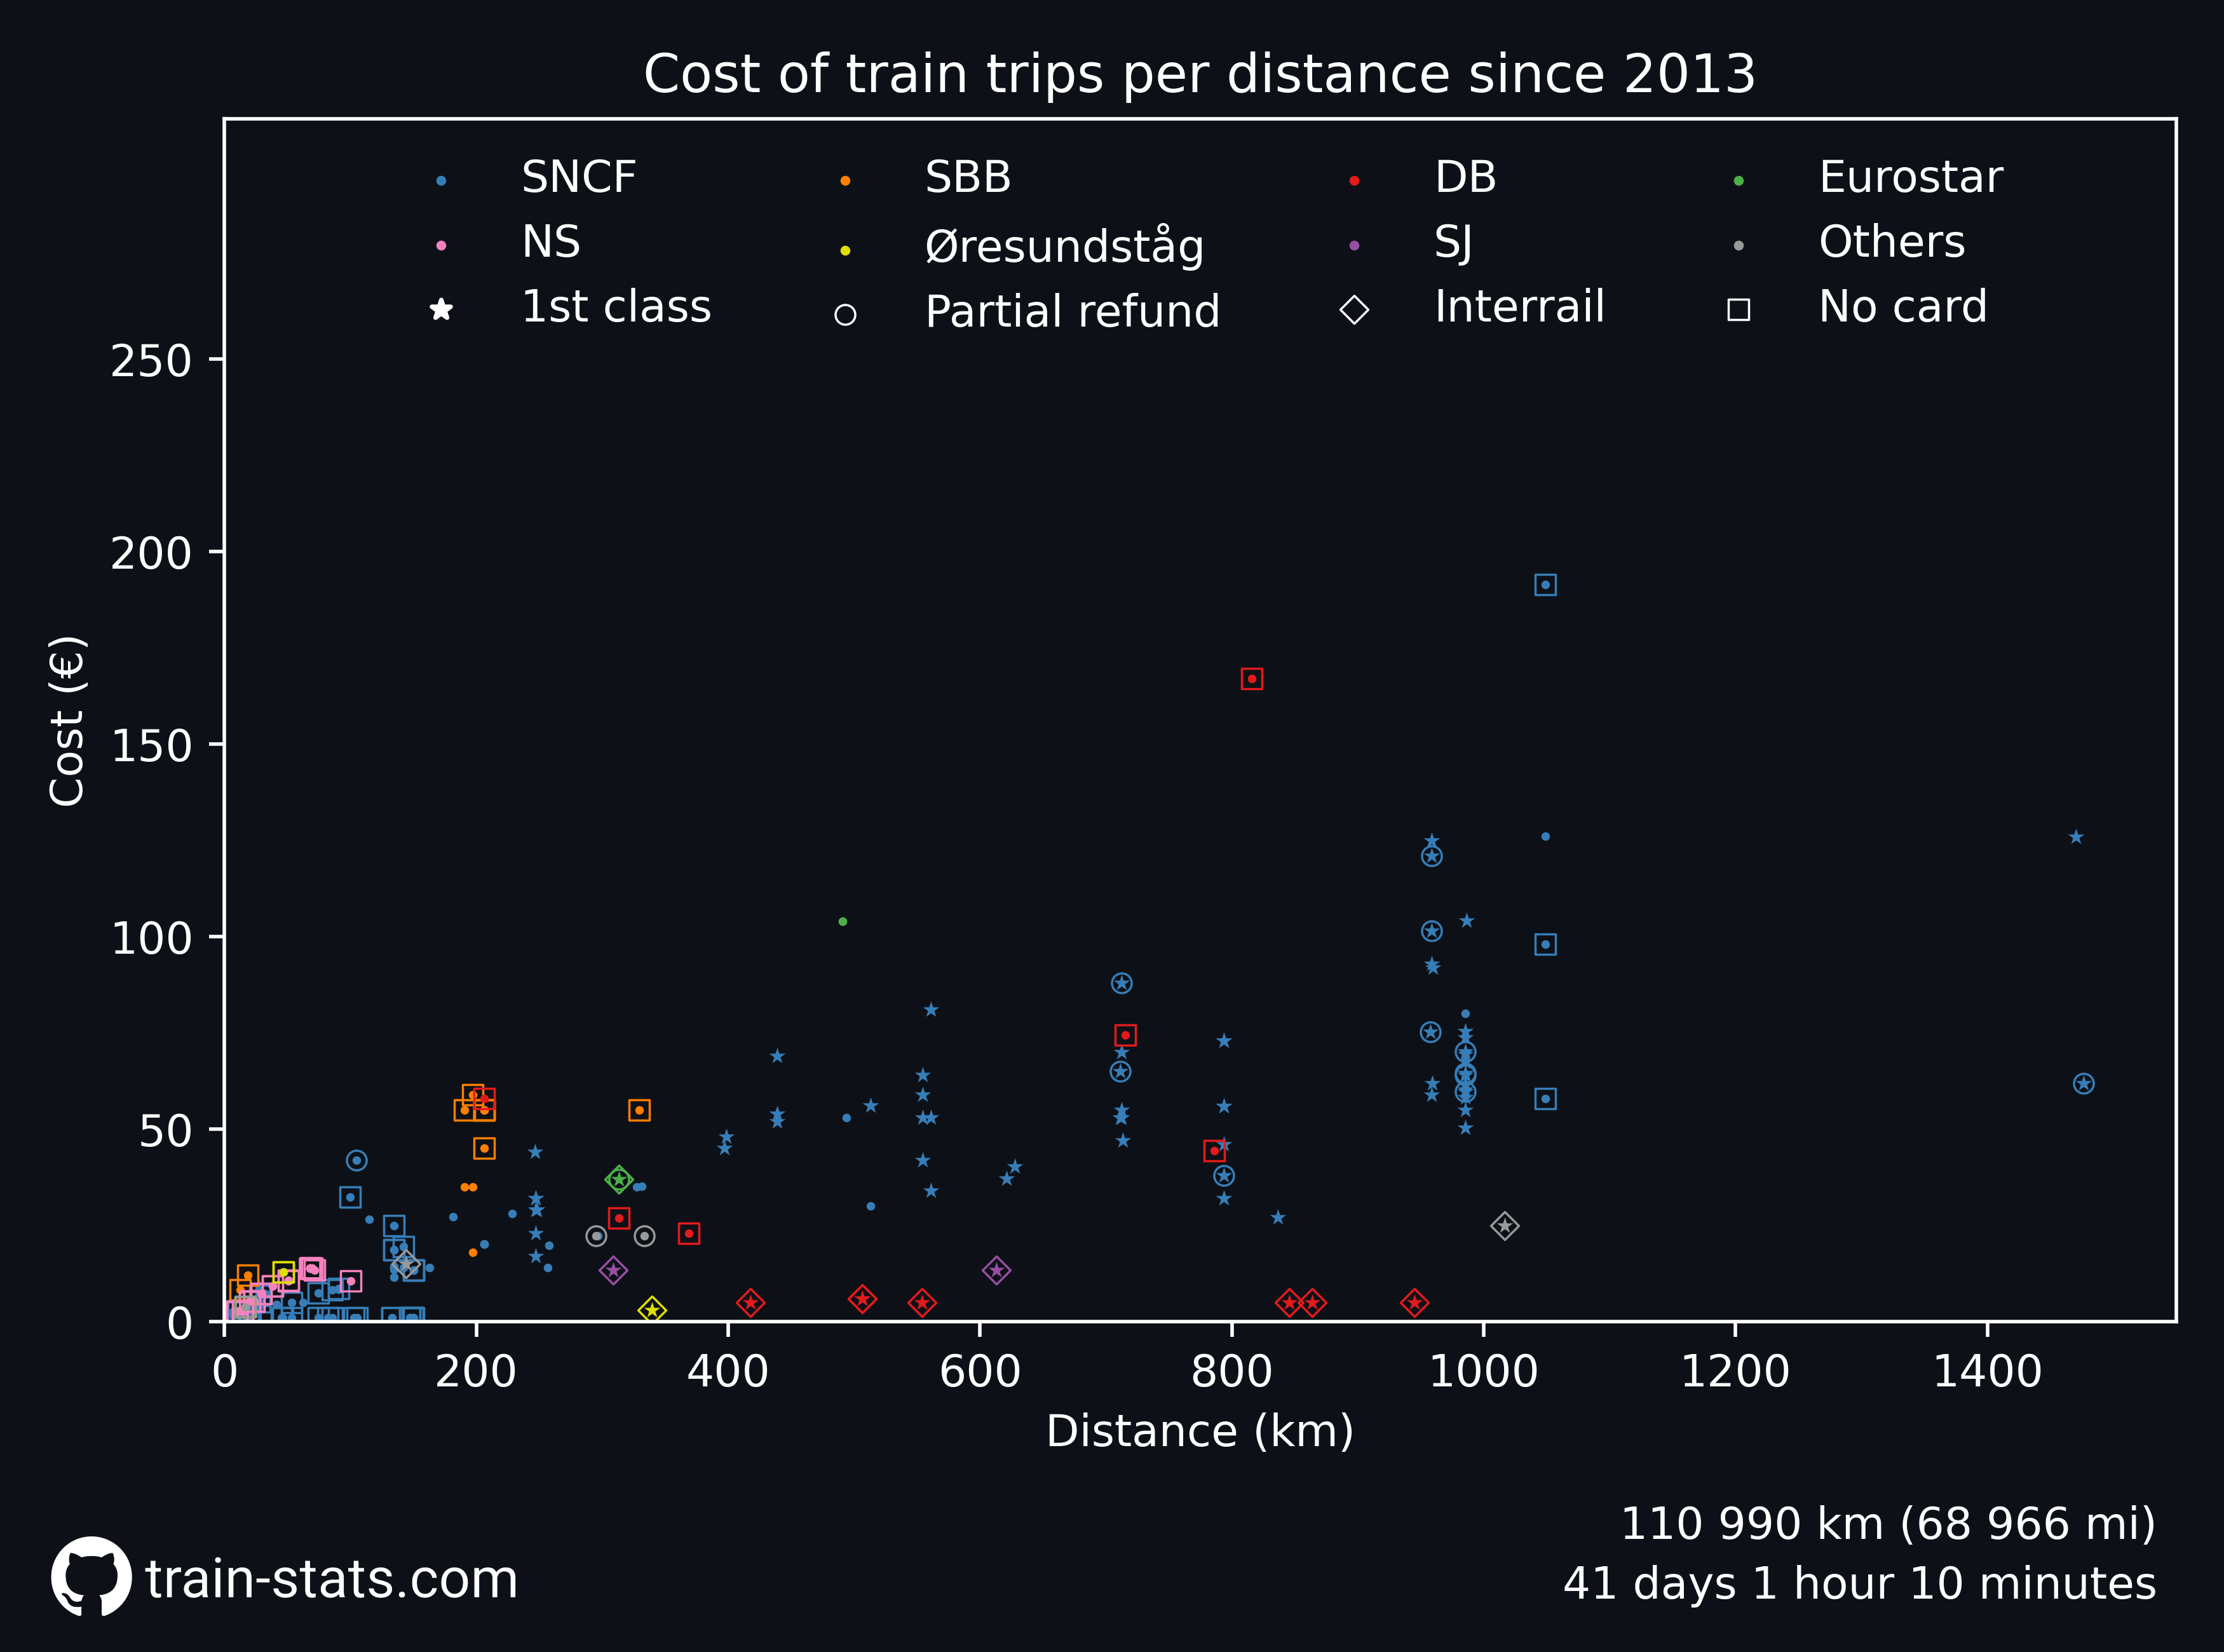 Cost of train trips per distance since 2013
SNCF SBB DB Eurostar
NS Øresundståg SJ Others
1st class Partial refund Interrail No card
250
200
150
100
50
0
Cost (€)
0 200 400 600 800 1000 1200 1400
Distance (km)
110 990 km (68 966 mi)
train-stats.com
41 days 1 hour 10 minutes